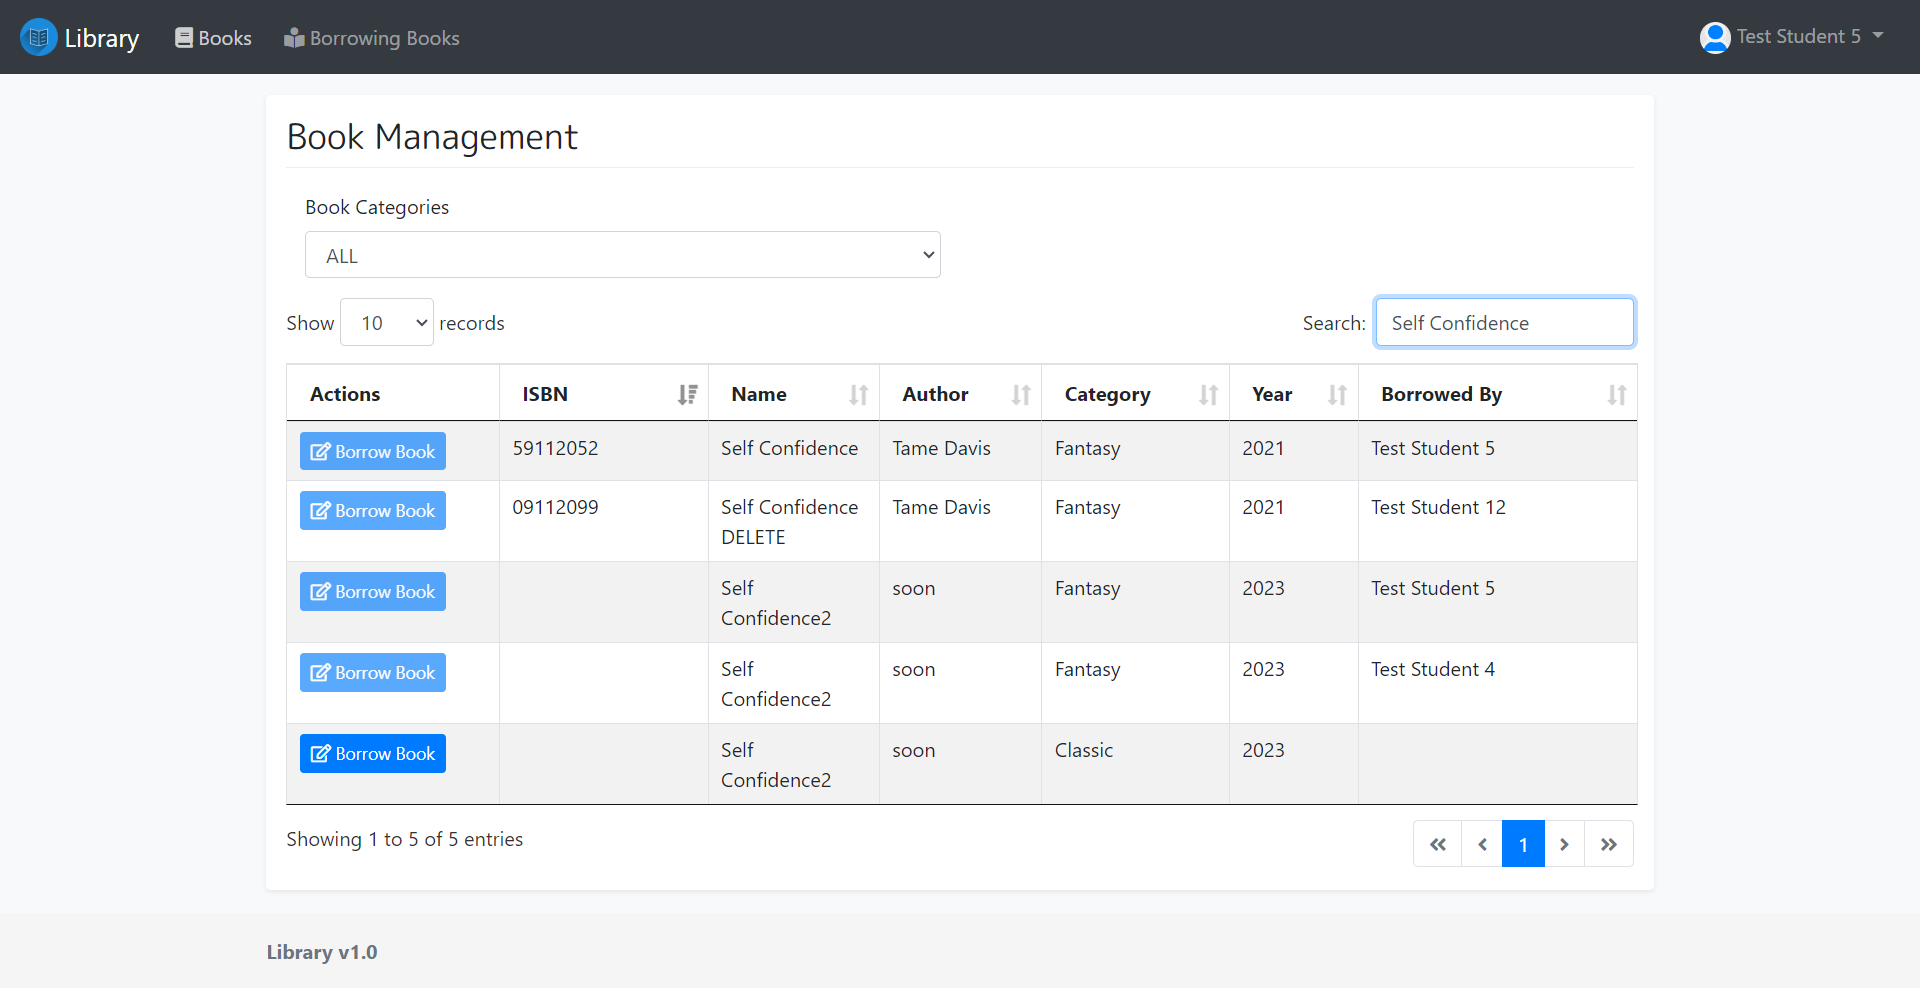 Library Books Borrowing Books Test Student 5
Book Management
Book Categories
ALL
Show 10 records Search: Self Confidence
Actions ISBN Name Author Category Year Borrowed By
Borrow Book 59112052 Self Confidence Tame Davis Fantasy 2021 Test Student 5
Borrow Book 09112099 Self Confidence Tame Davis Fantasy 2021 Test Student 12
DELETE
Borrow Book Self soon Fantasy 2023 Test Student 5
Confidence2
Borrow Book Self soon Fantasy 2023 Test Student 4
Confidence2
Borrow Book Self soon Classic 2023
Confidence2
Showing 1 to 5 of 5 entries « ‹ 1 › »
Library v1.0